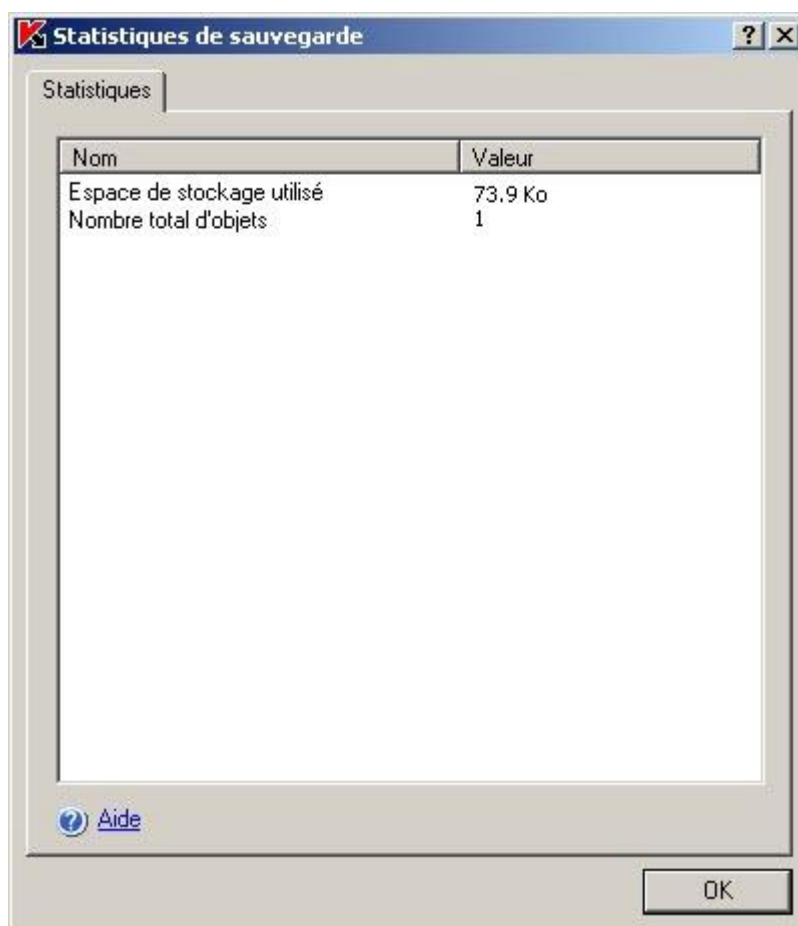 Statistiques de sauvegarde
Statistiques
Nom Valeur
Espace de stockage utilisé 73.9 Ko
Nombre total d'objets 1
Aide
OK